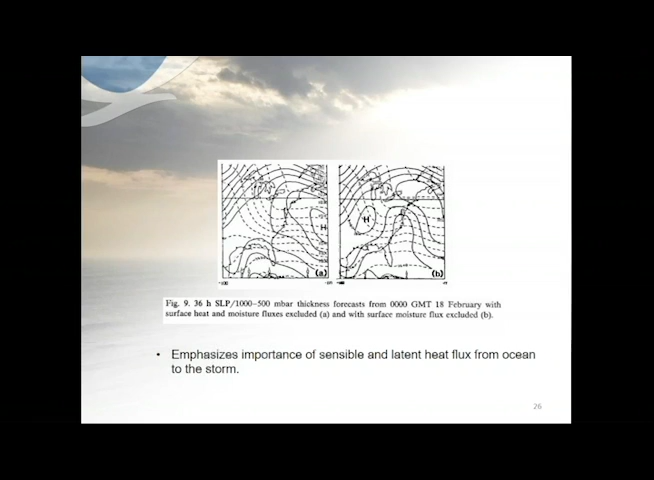 H
H
(a)
(b)
Fig. 9. 36 h SLP/1000–500 mbar thickness forecasts from 0000 GMT 18 February with
surface heat and moisture fluxes excluded (a) and with surface moisture flux excluded (b).
• Emphasizes importance of sensible and latent heat flux from ocean
to the storm.
26